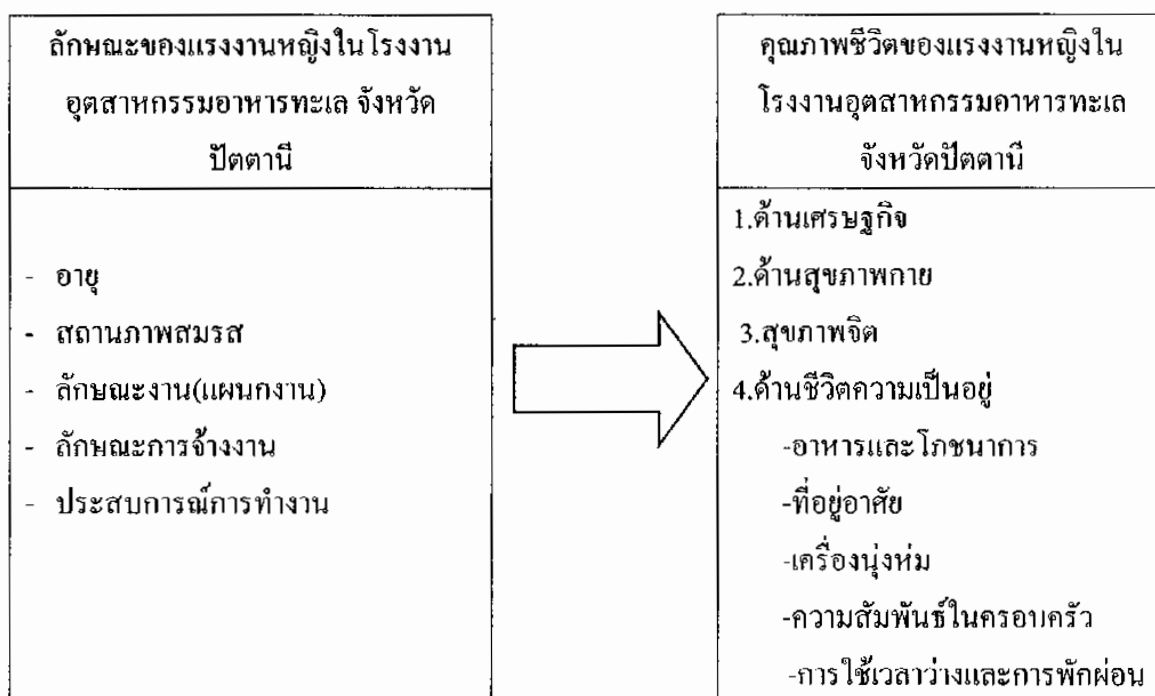 ลักษณะของแรงงานหญิงในโรงงาน
อุตสาหกรรมอาหารทะเล จังหวัด
ปัตตานี
- อายุ
- สถานภาพสมรส
- ลักษณะงาน(แผนกงาน)
- ลักษณะการจ้างงาน
- ประสบการณ์การทำงาน
คุณภาพชีวิตของแรงงานหญิงใน
โรงงานอุตสาหกรรมอาหารทะเล
จังหวัดปัตตานี
1.ด้านเศรษฐกิจ
2.ด้านสุขภาพกาย
3.สุขภาพจิต
4.ด้านชีวิตความเป็นอยู่
-อาหารและโภชนาการ
-ที่อยู่อาศัย
-เครื่องนุ่งห่ม
-ความสัมพันธ์ในครอบครัว
-การใช้เวลาว่างและการพักผ่อน